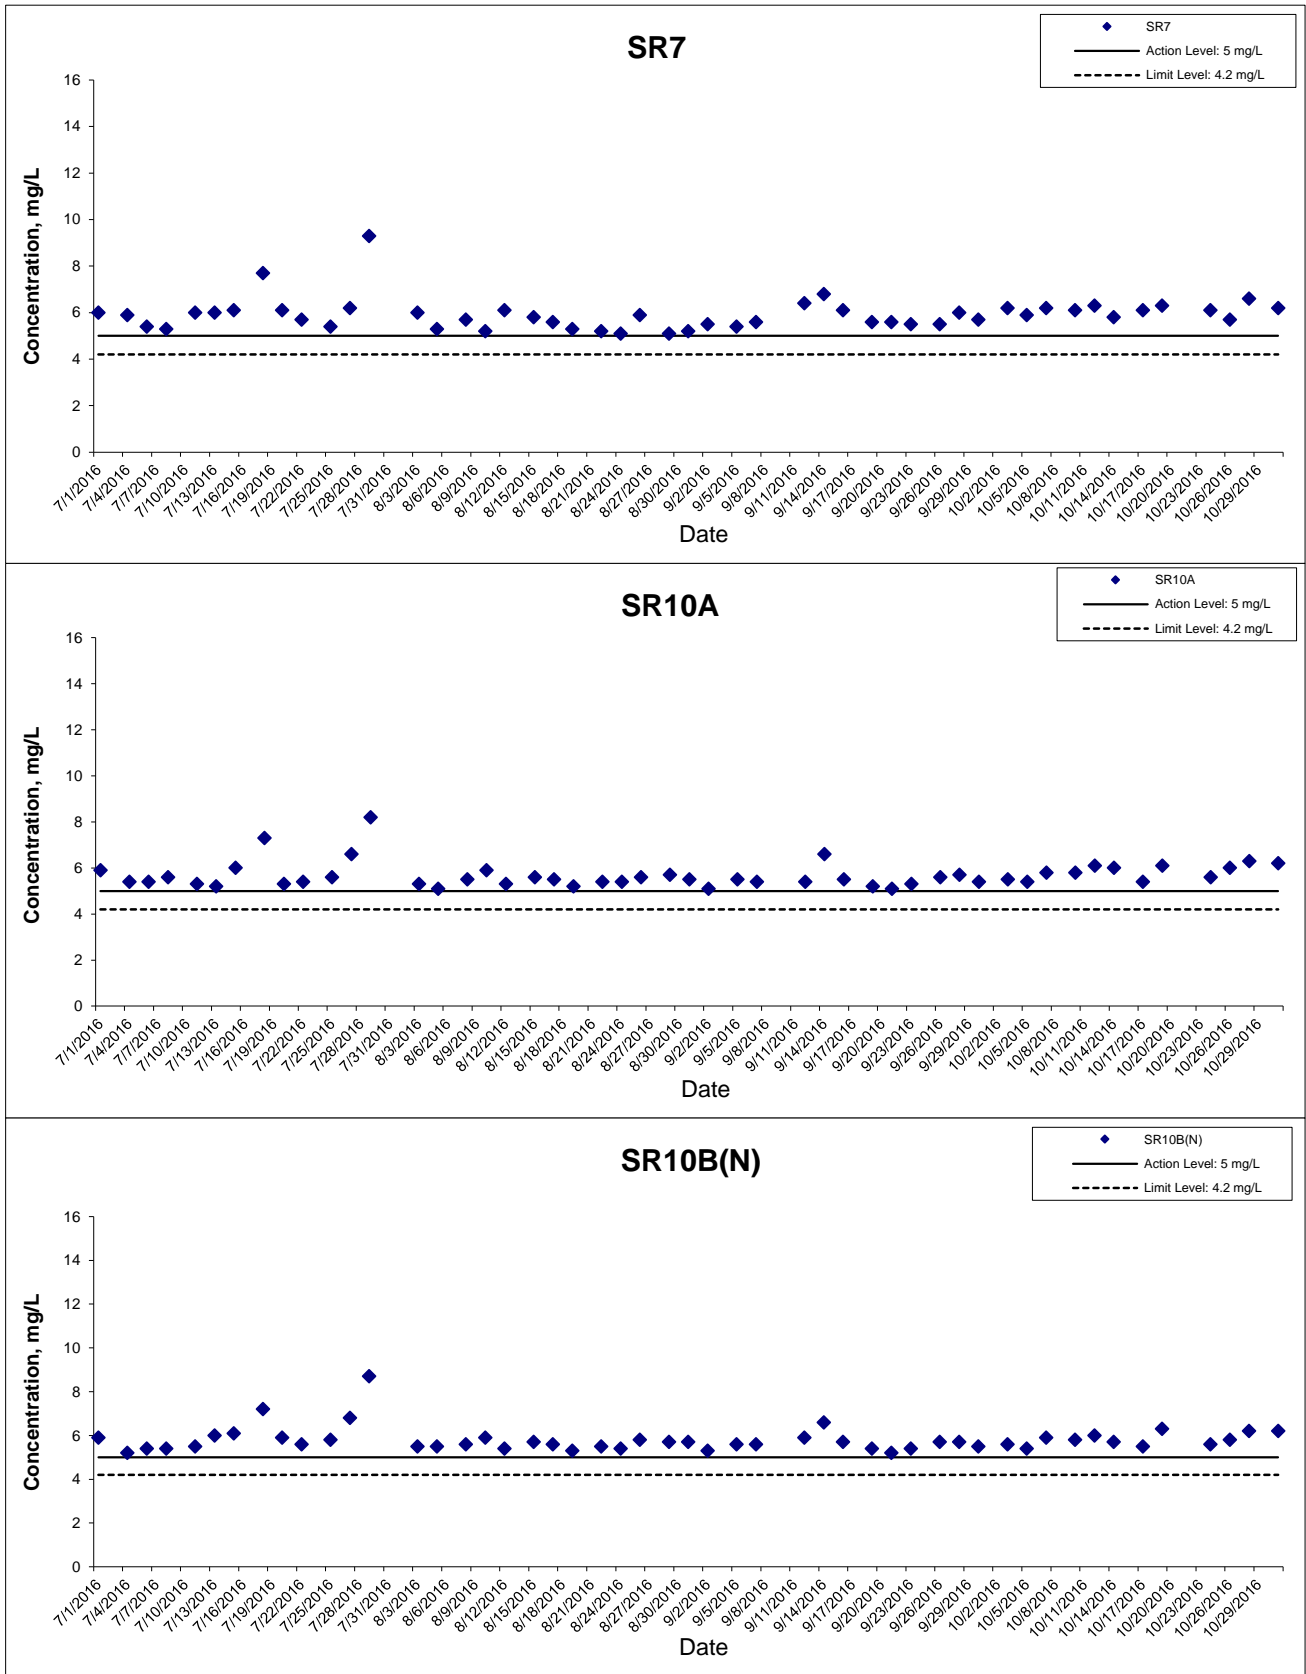 SR7
SR7
Action Level: 5 mg/L
Limit Level: 4.2 mg/L
Concentration, mg/L
16
14
12
10
8
6
4
2
0
7/1/2016 7/4/2016 7/7/2016 7/10/2016 7/13/2016 7/16/2016 7/19/2016 7/22/2016 7/25/2016 7/28/2016 7/31/2016 8/3/2016 8/6/2016 8/9/2016 8/12/2016 8/15/2016 8/18/2016 8/21/2016 8/24/2016 8/27/2016 8/30/2016 9/2/2016 9/5/2016 9/8/2016 9/11/2016 9/14/2016 9/17/2016 9/20/2016 9/23/2016 9/26/2016 9/29/2016 10/2/2016 10/5/2016 10/8/2016 10/11/2016 10/14/2016 10/17/2016 10/20/2016 10/23/2016 10/26/2016 10/29/2016
Date
SR10A
SR10A
Action Level: 5 mg/L
Limit Level: 4.2 mg/L
Concentration, mg/L
16
14
12
10
8
6
4
2
0
7/1/2016 7/4/2016 7/7/2016 7/10/2016 7/13/2016 7/16/2016 7/19/2016 7/22/2016 7/25/2016 7/28/2016 7/31/2016 8/3/2016 8/6/2016 8/9/2016 8/12/2016 8/15/2016 8/18/2016 8/21/2016 8/24/2016 8/27/2016 8/30/2016 9/2/2016 9/5/2016 9/8/2016 9/11/2016 9/14/2016 9/17/2016 9/20/2016 9/23/2016 9/26/2016 9/29/2016 10/2/2016 10/5/2016 10/8/2016 10/11/2016 10/14/2016 10/17/2016 10/20/2016 10/23/2016 10/26/2016 10/29/2016
Date
SR10B(N)
SR10B(N)
Action Level: 5 mg/L
Limit Level: 4.2 mg/L
Concentration, mg/L
16
14
12
10
8
6
4
2
0
7/1/2016 7/4/2016 7/7/2016 7/10/2016 7/13/2016 7/16/2016 7/19/2016 7/22/2016 7/25/2016 7/28/2016 7/31/2016 8/3/2016 8/6/2016 8/9/2016 8/12/2016 8/15/2016 8/18/2016 8/21/2016 8/24/2016 8/27/2016 8/30/2016 9/2/2016 9/5/2016 9/8/2016 9/11/2016 9/14/2016 9/17/2016 9/20/2016 9/23/2016 9/26/2016 9/29/2016 10/2/2016 10/5/2016 10/8/2016 10/11/2016 10/14/2016 10/17/2016 10/20/2016 10/23/2016 10/26/2016 10/29/2016
Date